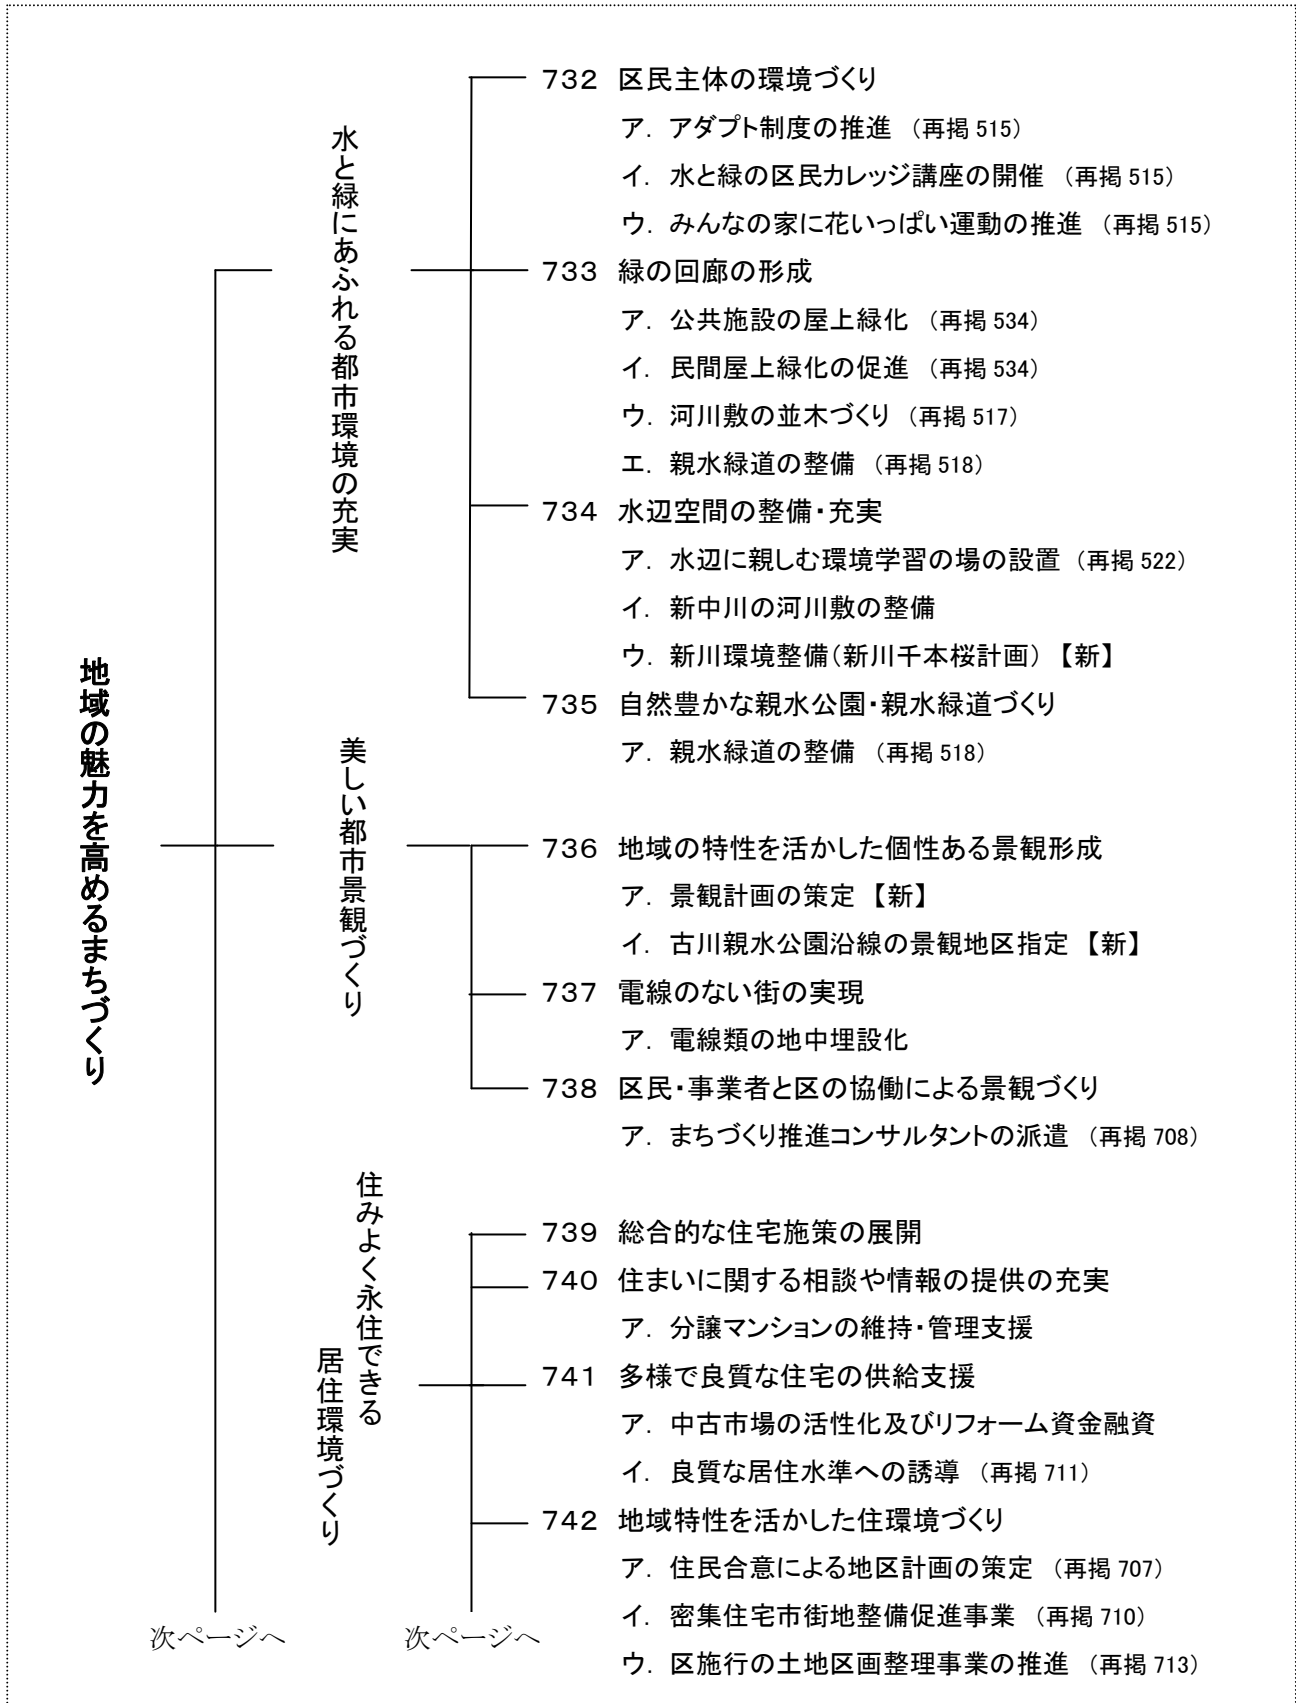 地域の魅力を高めるまちづくり
水と緑にあふれる都市環境の充実
732 区民主体の環境づくり
ア. アダプト制度の推進 (再掲 515)
イ. 水と緑の区民カレッジ講座の開催 (再掲 515)
ウ. みんなの家に花いっぱい運動の推進 (再掲 515)
733 緑の回廊の形成
ア. 公共施設の屋上緑化 (再掲 534)
イ. 民間屋上緑化の促進 (再掲 534)
ウ. 河川敷の並木づくり (再掲 517)
エ. 親水緑道の整備 (再掲 518)
734 水辺空間の整備・充実
ア. 水辺に親しむ環境学習の場の設置 (再掲 522)
イ. 新中川の河川敷の整備
ウ. 新川環境整備(新川千本桜計画) 【新】
735 自然豊かな親水公園・親水緑道づくり
ア. 親水緑道の整備 (再掲 518)
美しい都市景観づくり
736 地域の特性を活かした個性ある景観形成
ア. 景観計画の策定 【新】
イ. 古川親水公園沿線の景観地区指定 【新】
737 電線のない街の実現
ア. 電線類の地中埋設化
738 区民・事業者と区の協働による景観づくり
ア. まちづくり推進コンサルタントの派遣 (再掲 708)
住みよく永住できる
居住環境づくり
739 総合的な住宅施策の展開
740 住まいに関する相談や情報の提供の充実
ア. 分譲マンションの維持・管理支援
741 多様で良質な住宅の供給支援
ア. 中古市場の活性化及びリフォーム資金融資
イ. 良質な居住水準への誘導 (再掲 711)
742 地域特性を活かした住環境づくり
ア. 住民合意による地区計画の策定 (再掲 707)
イ. 密集住宅市街地整備促進事業 (再掲 710)
ウ. 区施行の土地区画整理事業の推進 (再掲 713)
次ページへ
次ページへ